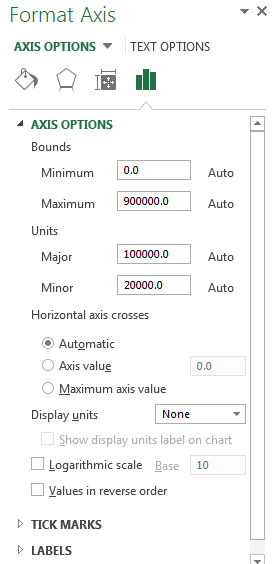 Format Axis
AXIS OPTIONS TEXT OPTIONS
AXIS OPTIONS
Bounds
Minimum 0.0 Auto
Maximum 900000.0 Auto
Units
Major 100000.0 Auto
Minor 20000.0 Auto
Horizontal axis crosses
Automatic
Axis value 0.0
Maximum axis value
Display units None
Show display units label on chart
Logarithmic scale Base 10
Values in reverse order
TICK MARKS
LABELS